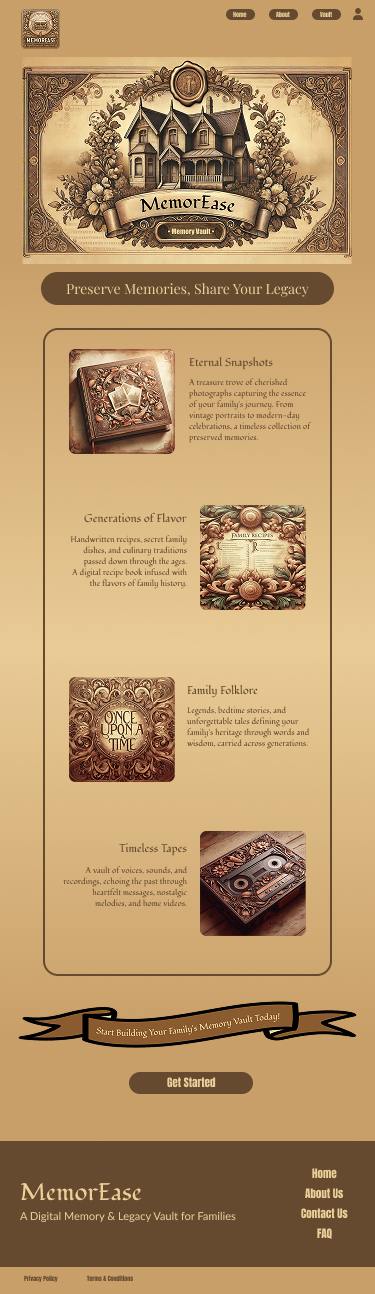 MEMOREASE
Home
About
Vault
MemorEase
• Memory Vault •
Preserve Memories, Share Your Legacy
Eternal Snapshots
A treasure trove of cherished
photographs capturing the essence
of your family's journey. From
vintage portraits to modern-day
celebrations, a timeless collection of
preserved memories.
Generations of Flavor
Handwritten recipes, secret family
dishes, and culinary traditions
passed down through the ages.
A digital recipe book infused with
the flavors of family history.
FAMILY RECIPES
Family Folklore
Legends, bedtime stories, and
unforgettable tales defining your
family's heritage through words and
wisdom, carried across generations.
ONCE
UPON A
TIME
Timeless Tapes
A vault of voices, sounds, and
recordings, echoing the past through
heartfelt messages, nostalgic
melodies, and home videos.
Start Building Your Family's Memory Vault Today!
Get Started
MemorEase
A Digital Memory & Legacy Vault for Families
Home
About Us
Contact Us
FAQ
Privacy Policy
Terms & Conditions